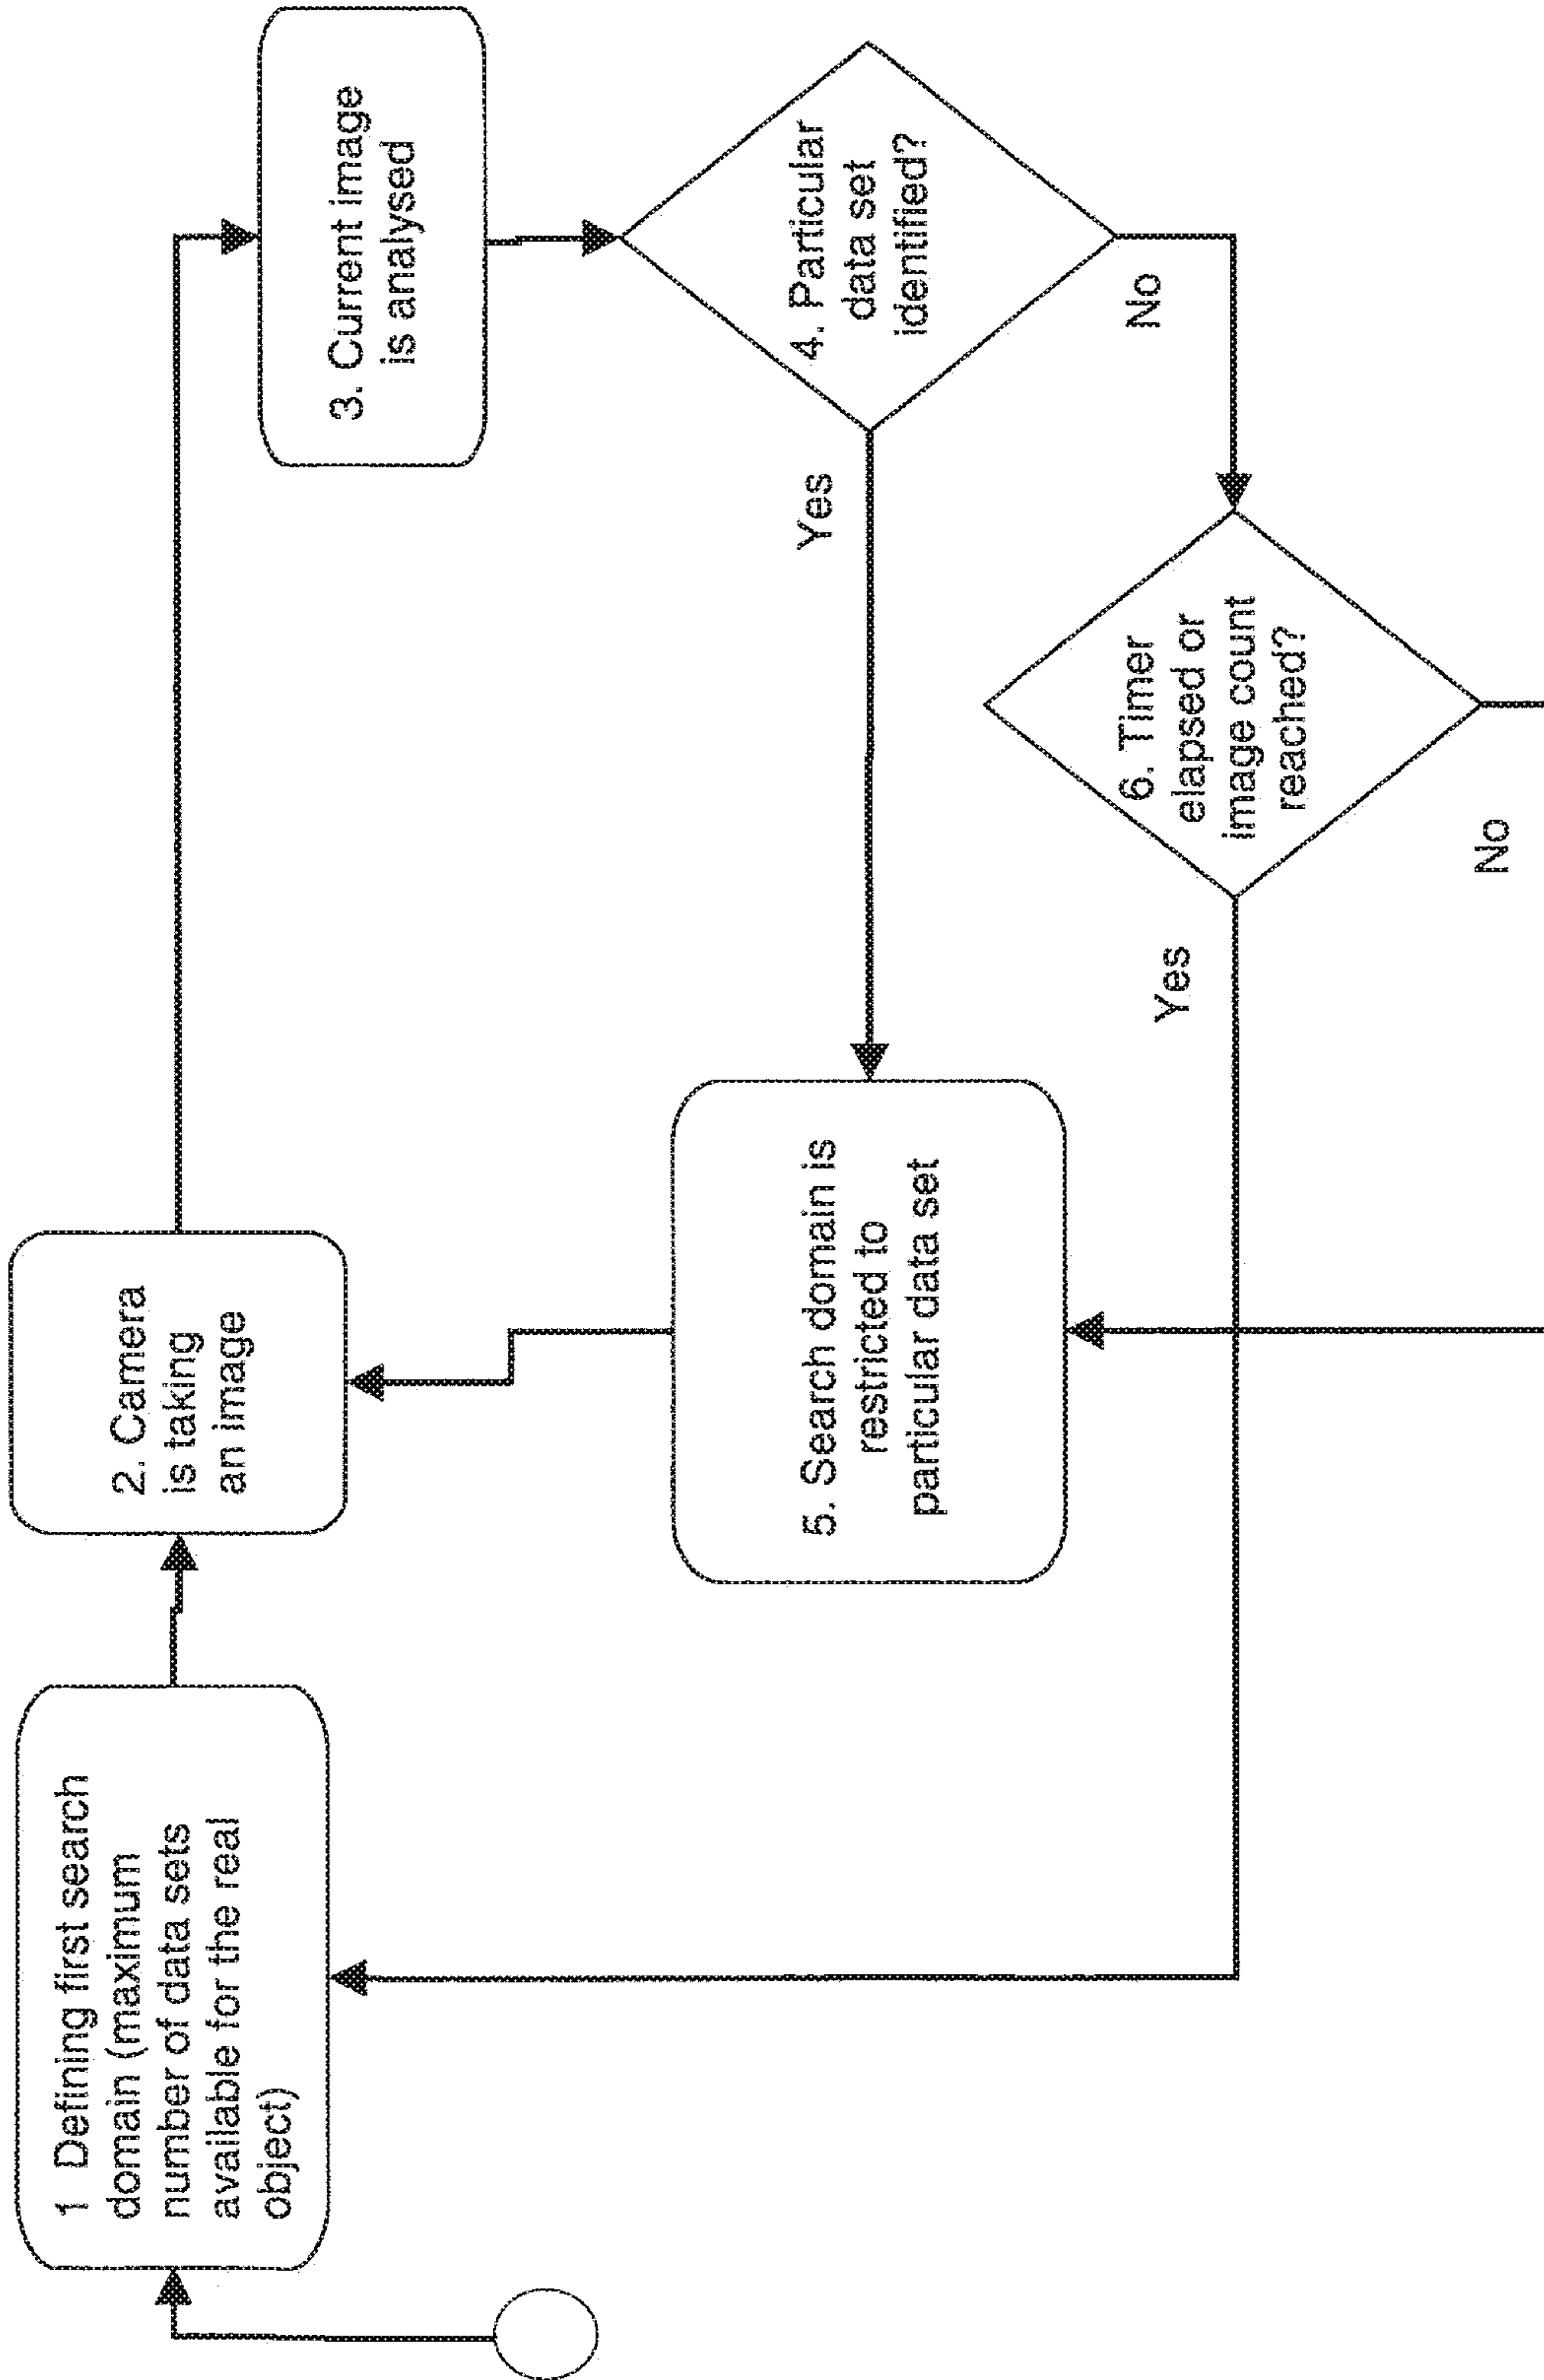 1 Defining first search
domain (maximum
number of data sets
available for the real
object)
2. Camera
is taking
an image
3. Current image
is analysed
4. Particular
data set
identified?
Yes
No
5. Search domain is
restricted to
particular data set
6. Timer
elapsed or
image count
reached?
Yes
No